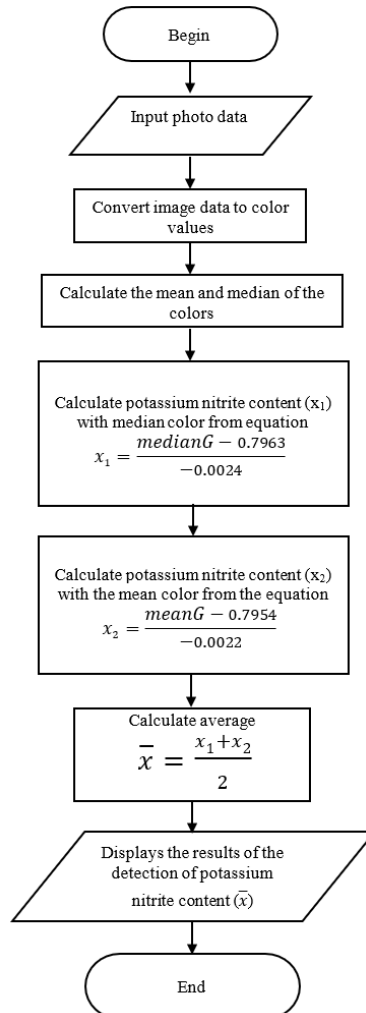 Begin
Input photo data
Convert image data to color
values
Calculate the mean and median of the
colors
Calculate potassium nitrite content (x₁)
with median color from equation
x₁ = (medianG − 0.7963) / −0.0024
Calculate potassium nitrite content (x₂)
with the mean color from the equation
x₂ = (meanG − 0.7954) / −0.0022
Calculate average
x̄ = (x₁+x₂) / 2
Displays the results of the
detection of potassium
nitrite content (x̄)
End